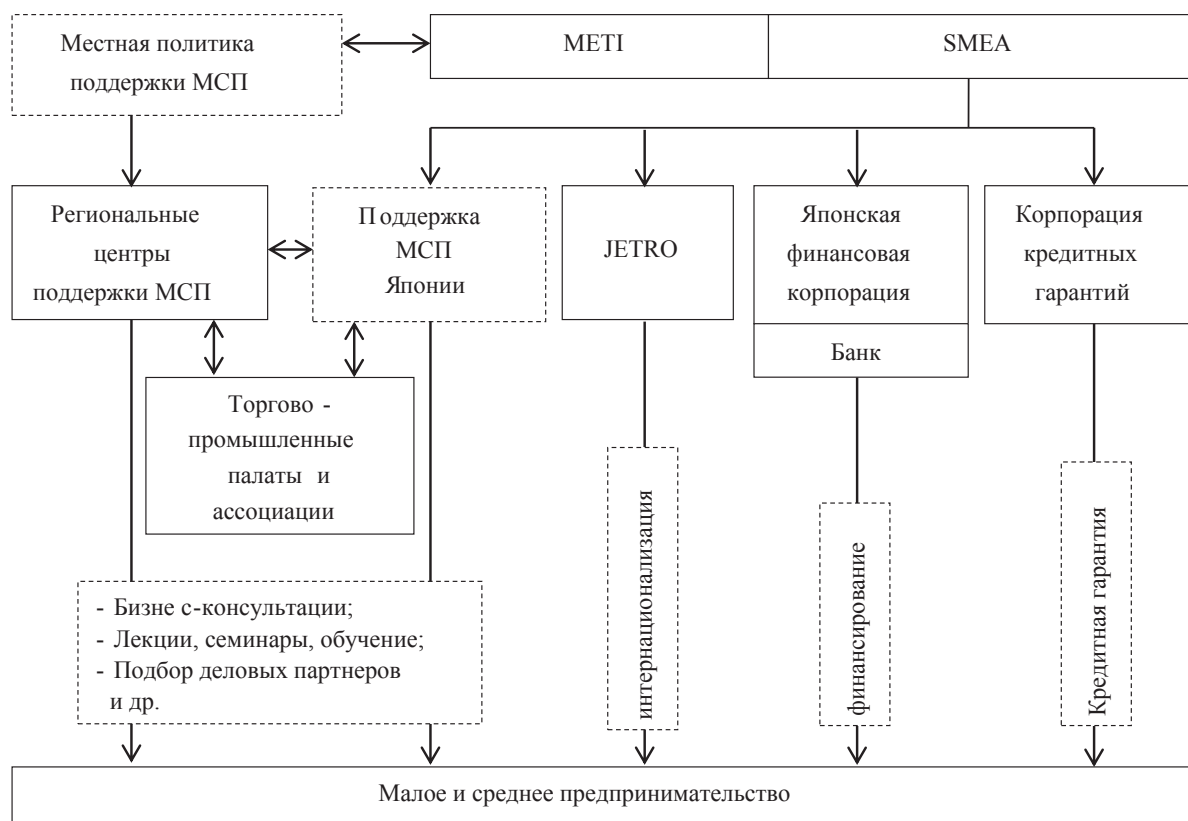 Местная политика
поддержки МСП
METI
SMEA
Региональные
центры
поддержки МСП
Поддержка
МСП
Японии
JETRO
Японская
финансовая
корпорация
Банк
Корпорация
кредитных
гарантий
Торгово -
промышленные
палаты и
ассоциации
- Бизне с-консультации;
- Лекции, семинары, обучение;
- Подбор деловых партнеров
и др.
интернационализация
финансирование
Кредитная гарантия
Малое и среднее предпринимательство